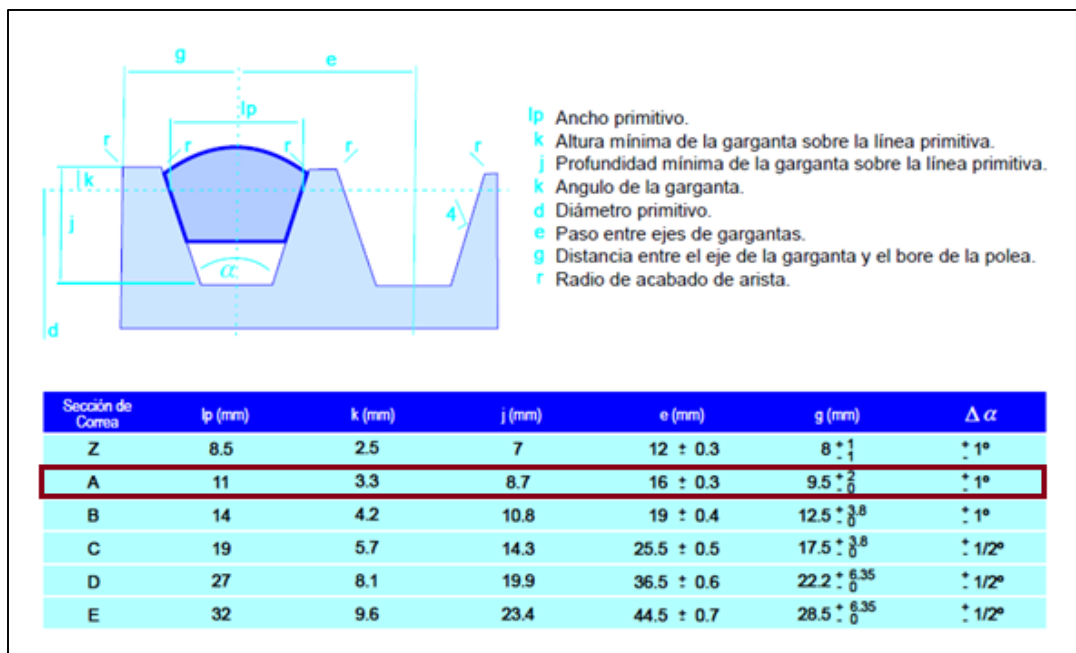 g
e
lp
r
r
r
r
r
k
j
4
α
d
lp Ancho primitivo.
k Altura mínima de la garganta sobre la línea primitiva.
j Profundidad mínima de la garganta sobre la línea primitiva.
k Angulo de la garganta.
d Diámetro primitivo.
e Paso entre ejes de gargantas.
g Distancia entre el eje de la garganta y el bore de la polea.
r Radio de acabado de arista.
Sección de Correa lp (mm) k (mm) j (mm) e (mm) g (mm) Δ α
Z 8.5 2.5 7 12 ± 0.3 8 + 1 - 1 + - 1º
A 11 3.3 8.7 16 ± 0.3 9.5 + 2 - 0 + - 1º
B 14 4.2 10.8 19 ± 0.4 12.5 + 3.8 - 0 + - 1º
C 19 5.7 14.3 25.5 ± 0.5 17.5 + 3.8 - 0 + - 1/2º
D 27 8.1 19.9 36.5 ± 0.6 22.2 + 6.35 - 0 + - 1/2º
E 32 9.6 23.4 44.5 ± 0.7 28.5 + 6.35 - 0 + - 1/2º